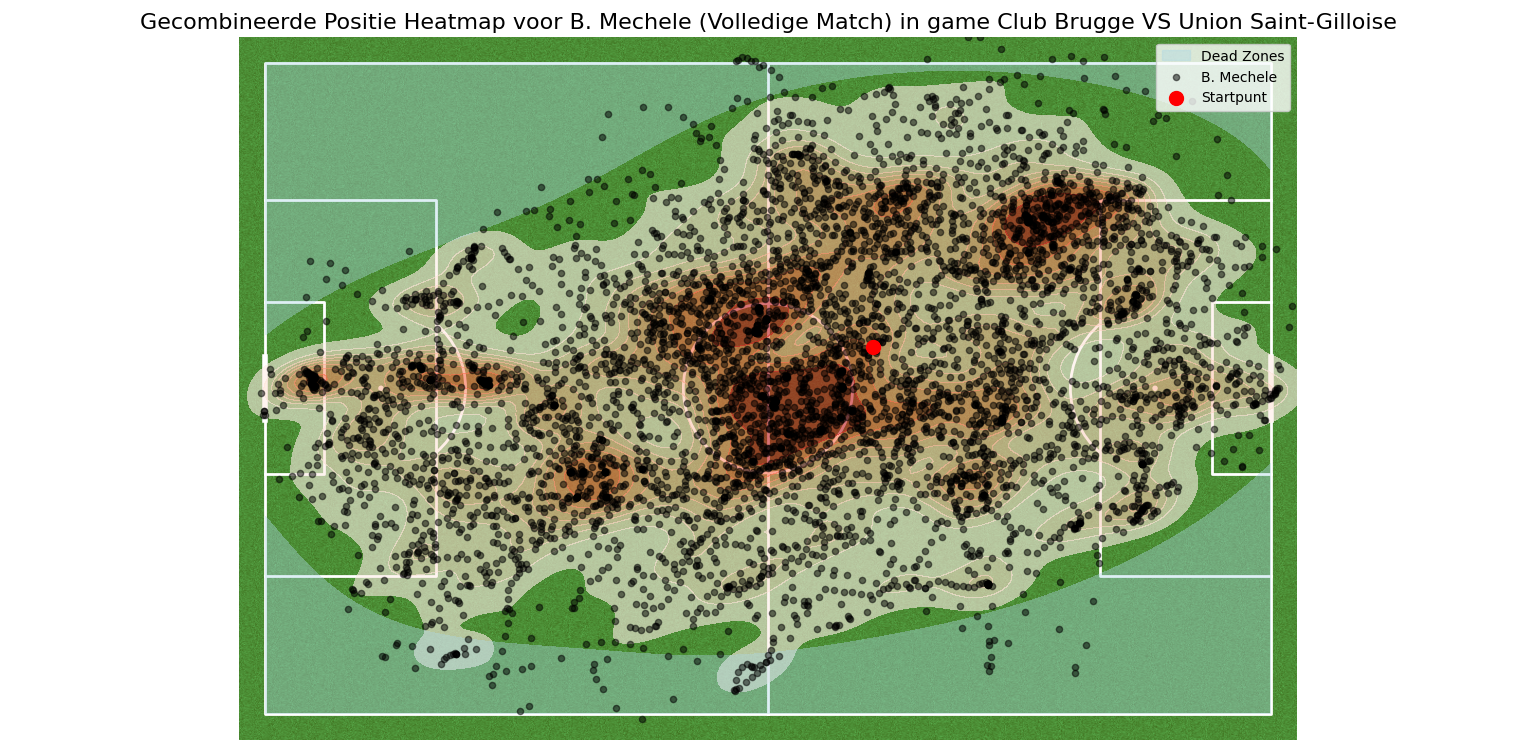 Gecombineerde Positie Heatmap voor B. Mechele (Volledige Match) in game Club Brugge VS Union Saint-Gilloise
Dead Zones
B. Mechele
Startpunt